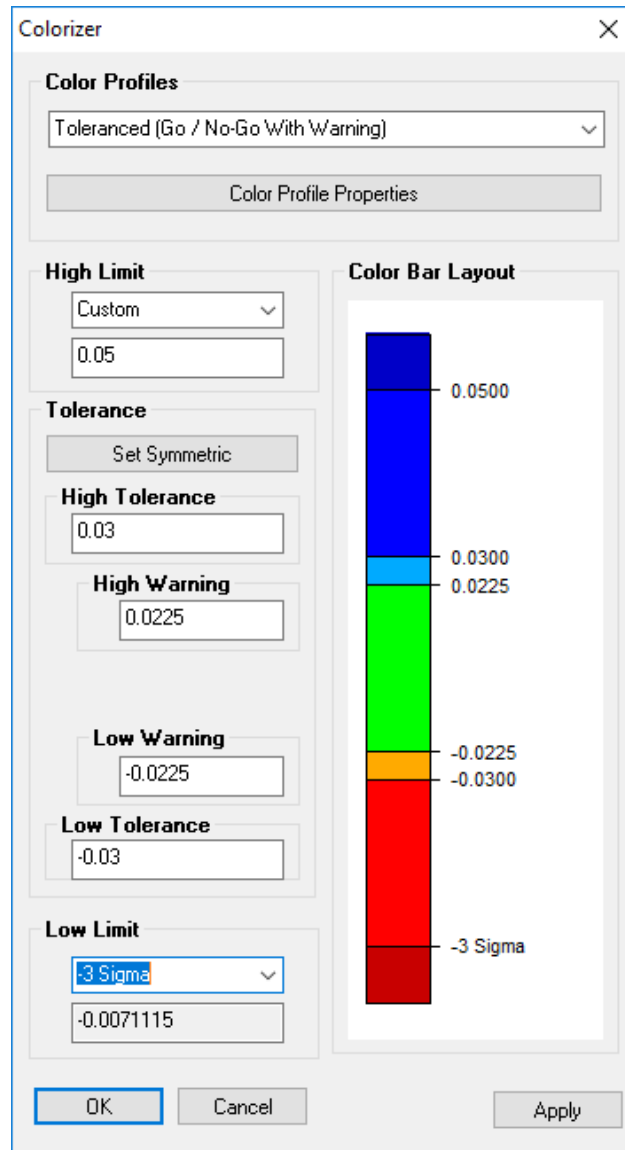 Colorizer
Color Profiles
Toleranced (Go / No-Go With Warning)
Color Profile Properties
High Limit
Custom
0.05
Tolerance
Set Symmetric
High Tolerance
0.03
High Warning
0.0225
Low Warning
-0.0225
Low Tolerance
-0.03
Low Limit
-3 Sigma
-0.0071115
Color Bar Layout
0.0500
0.0300
0.0225
-0.0225
-0.0300
-3 Sigma
OK
Cancel
Apply